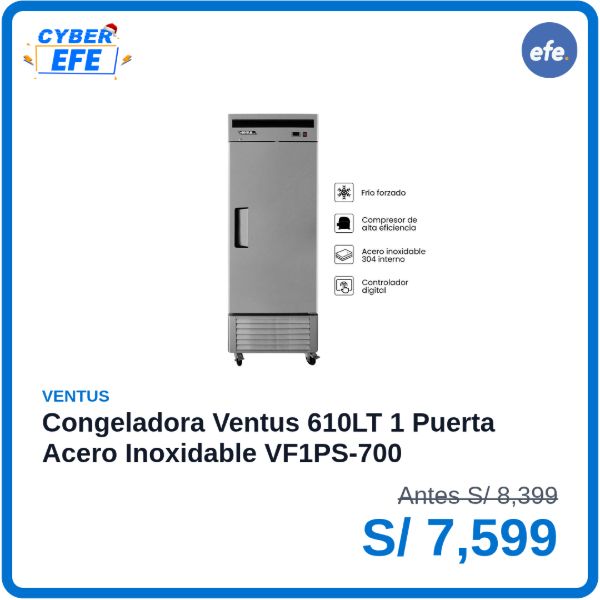 CYBER
EFE
efe.
Frío forzado
Compresor de
alta eficiencia
Acero inoxidable
304 interno
Controlador
digital
VENTUS
Congeladora Ventus 610LT 1 Puerta
Acero Inoxidable VF1PS-700
Antes S/ 8,399
S/ 7,599